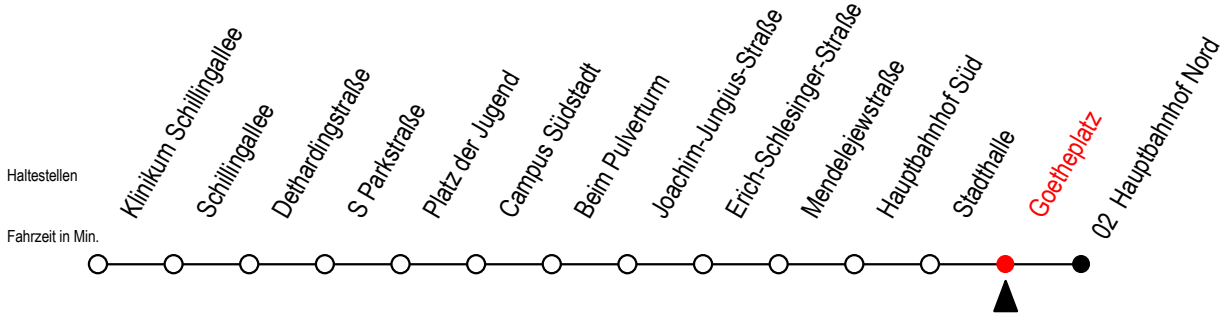 Haltestellen
Klinikum Schillingallee
Schillingallee
Dethardingstraße
S Parkstraße
Platz der Jugend
Campus Südstadt
Beim Pulverturm
Joachim-Jungius-Straße
Erich-Schlesinger-Straße
Mendelejewstraße
Hauptbahnhof Süd
Stadthalle
Goetheplatz
02 Hauptbahnhof Nord
Fahrzeit in Min.